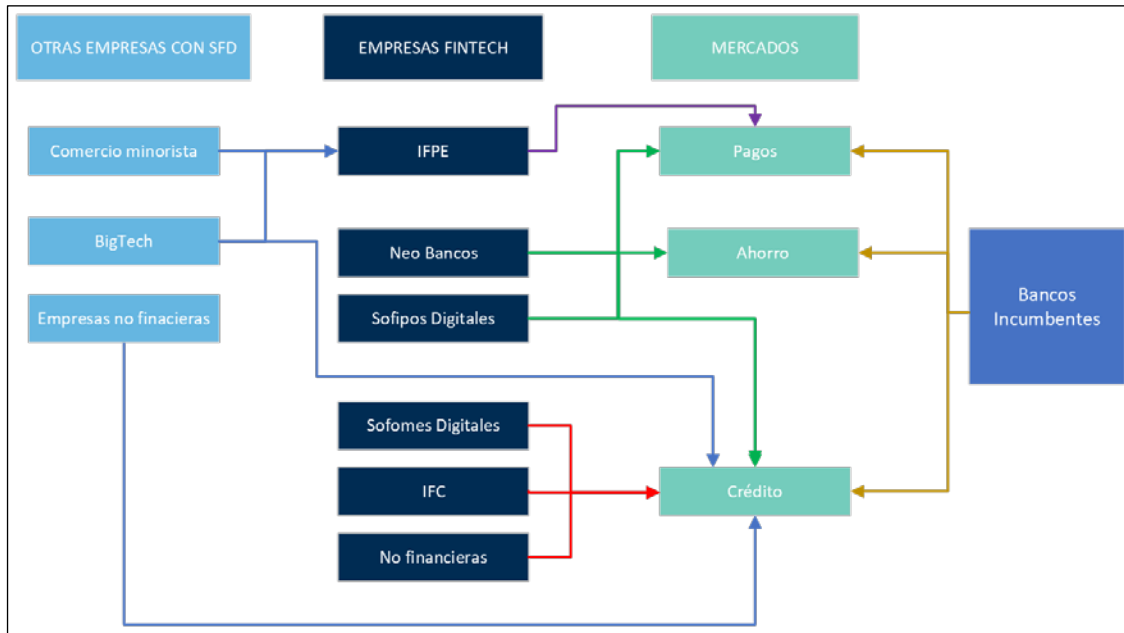 OTRAS EMPRESAS CON SFD
EMPRESAS FINTECH
MERCADOS
Comercio minorista
IFPE
Pagos
BigTech
Neo Bancos
Ahorro
Empresas no finacieras
Sofipos Digitales
Bancos
Incumbentes
Sofomes Digitales
IFC
Crédito
No financieras